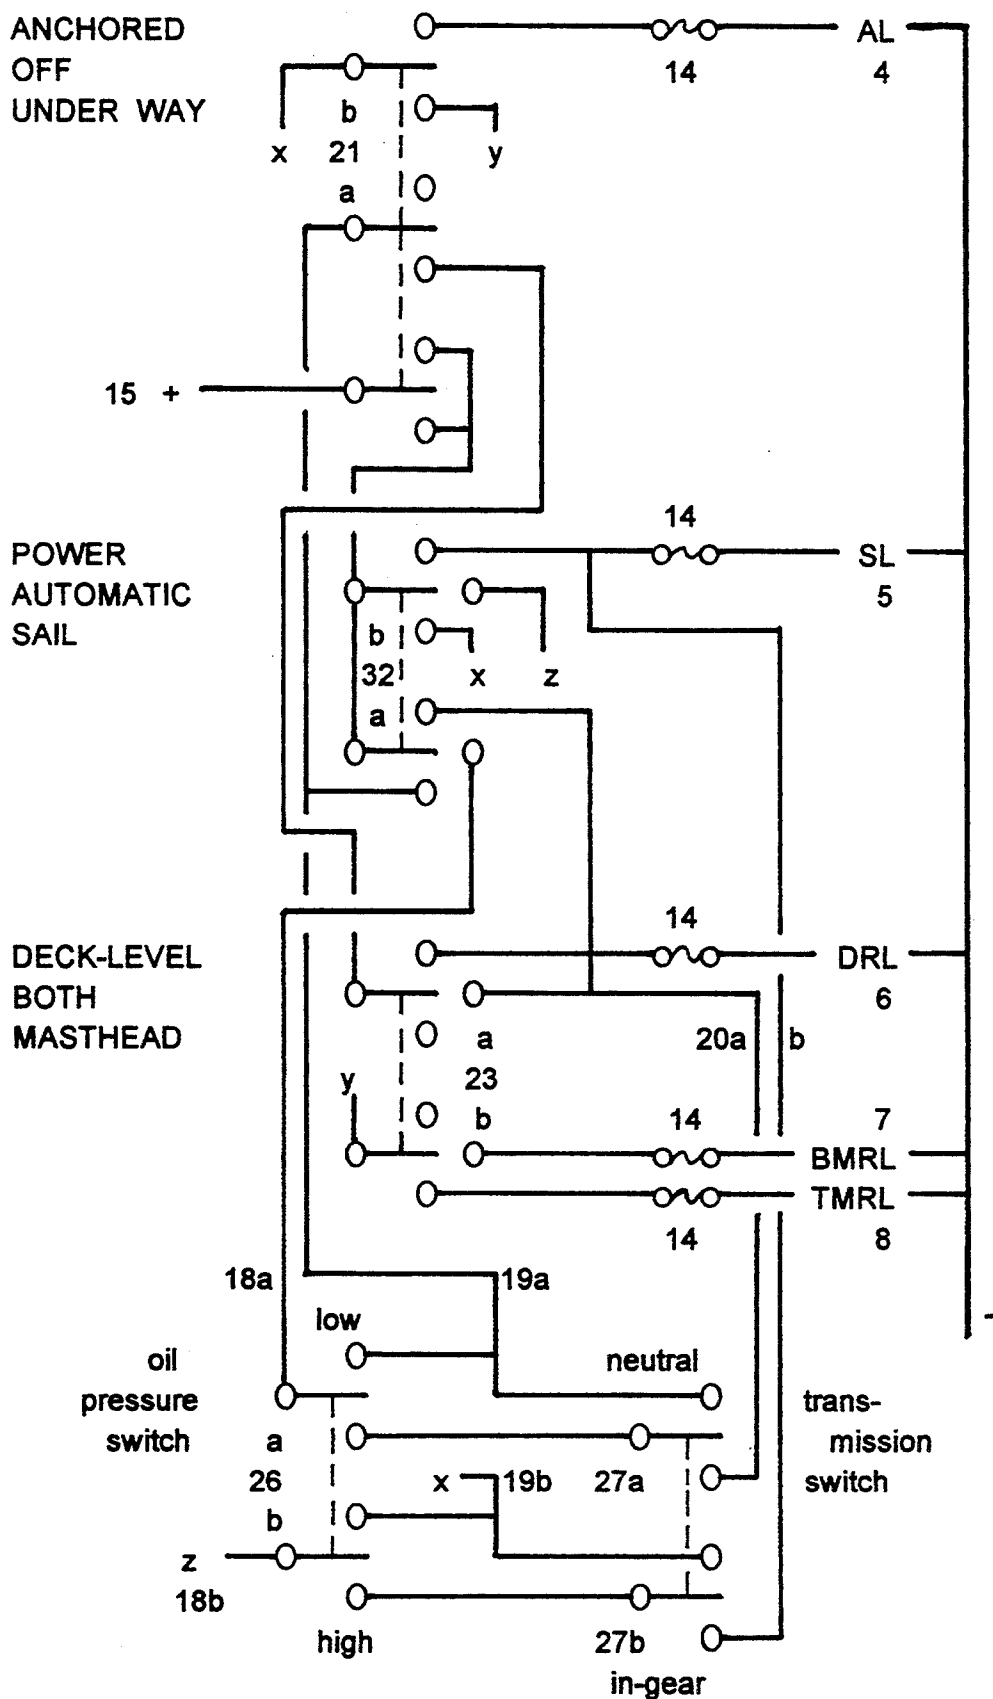 ANCHORED
OFF
UNDER WAY
14
AL
4
b
x
21
y
a
15 +
14
POWER
AUTOMATIC
SAIL
SL
5
b
32
x
z
a
14
DECK-LEVEL
BOTH
MASTHEAD
DRL
6
a
20a
b
y
23
b
14
7
BMRL
TMRL
14
8
18a
19a
low
oil
pressure
switch
neutral
trans-
mission
switch
a
26
x
19b
27a
b
z
18b
high
27b
in-gear
-